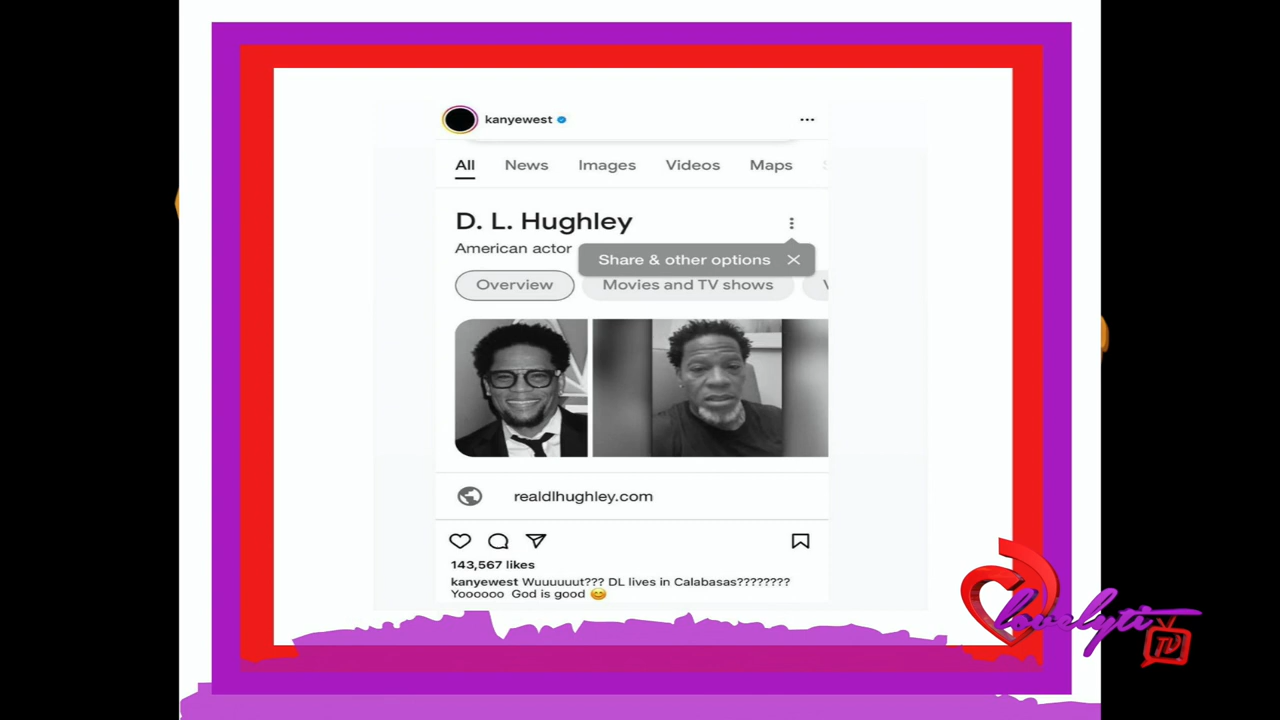 kanyewest
All News Images Videos Maps
D. L. Hughley
American actor
Share & other options
Overview Movies and TV shows
realdlhughley.com
143,567 likes
kanyewest Wuuuuuut??? DL lives in Calabasas????????
Yoooooo God is good 😊
lovelyti
TV